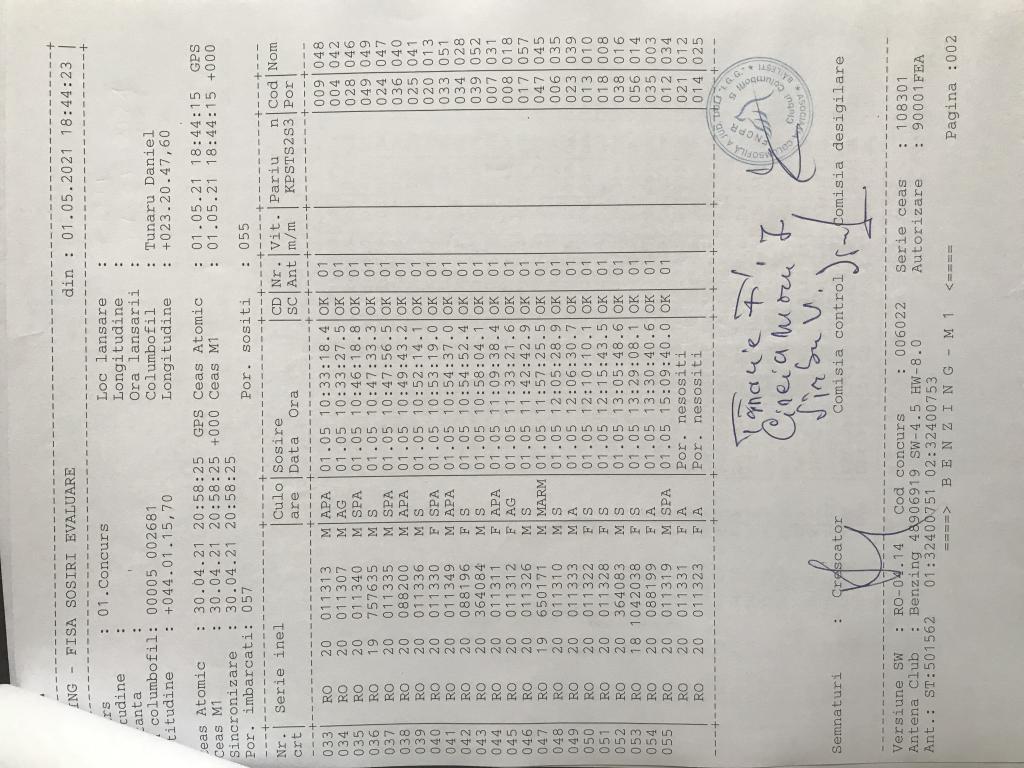 ING - FISA SOSIRI EVALUARE din : 01.05.2021 18:44:23 |
rs : 01.Concurs Loc lansare :
cudine : Longitudine :
lanta : Ora lansarii :
columbofil: 00005.002681 Columbofil : Tunaru Daniel
titudine : +044.01.15,70 Longitudine : +023.20.47,60
Ceas Atomic : 30.04.21 20:58:25 GPS Ceas Atomic : 01.05.21 18:44:15 GPS
Ceas M1 : 30.04.21 20:58:25 +000 Ceas M1 : 01.05.21 18:44:15 +000
Sincronizare : 30.04.21 20:58:25
Por. imbarcati: 057 Por. sositi : 055
Nr. | Serie inel |Culo|Sosire |CD|Nr.|Vit.|Pariu n|Cod|Nom
crt | |are |Data Ora |SC|Ant|m/m |KPSTS2S3|Por|
033 RO 20 011313 M APA 01.05 10:33:18.4 OK 01 009 048
034 RO 20 011307 M AG 01.05 10:33:27.5 OK 01 004 042
035 RO 20 011340 M SPA 01.05 10:46:18.8 OK 01 028 046
036 RO 19 757635 M S 01.05 10:47:33.3 OK 01 049 049
037 RO 20 011335 M SPA 01.05 10:47:56.5 OK 01 024 047
038 RO 20 088200 M APA 01.05 10:49:43.2 OK 01 036 040
039 RO 20 011336 M S 01.05 10:52:14.1 OK 01 025 041
040 RO 20 011330 F SPA 01.05 10:53:19.0 OK 01 020 013
041 RO 20 011349 M APA 01.05 10:54:37.0 OK 01 033 051
042 RO 20 088196 F S 01.05 10:54:52.4 OK 01 034 028
043 RO 20 364084 M S 01.05 10:58:04.1 OK 01 039 052
044 RO 20 011311 F APA 01.05 11:09:38.4 OK 01 007 031
045 RO 20 011312 F AG 01.05 11:33:21.6 OK 01 008 018
046 RO 20 011326 M S 01.05 11:42:42.9 OK 01 017 057
047 RO 19 650171 M MARM 01.05 11:57:25.5 OK 01 047 045
048 RO 20 011310 M S 01.05 12:05:28.9 OK 01 006 035
049 RO 20 011333 M A 01.05 12:06:30.7 OK 01 023 039
050 RO 20 011322 F S 01.05 12:10:10.1 OK 01 013 010
051 RO 20 011328 F S 01.05 12:15:43.5 OK 01 018 008
052 RO 20 364083 M S 01.05 13:05:48.6 OK 01 038 016
053 RO 18 1042038 F S 01.05 13:29:08.1 OK 01 056 014
054 RO 20 088199 F A 01.05 13:30:40.6 OK 01 035 003
055 RO 20 011319 M SPA 01.05 15:09:40.0 OK 01 012 034
RO 20 011331 F A Por. nesositi 021 012
RO 20 011323 F A Por. nesositi 014 025
FNCPR
Semnaturi : Crescator Comisia control Comisia desigilare
Versiune SW : RO-04.14 Cod concurs : 006022 Serie ceas : 108301
Antena Club : Benzing 48906919 SW-4.5 HW-8.0 Autorizare : 90001FEA
Ant.: ST:501562 01:32400751 02:32400753
====> B E N Z I N G - M 1 <==== Pagina :002